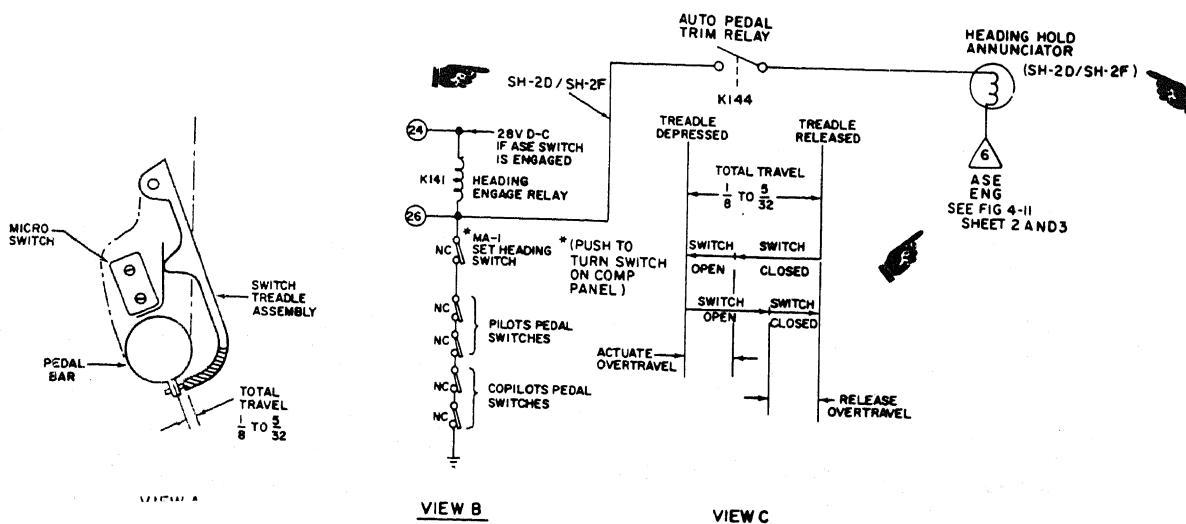 MICRO
SWITCH
SWITCH
TREADLE
ASSEMBLY
PEDAL
BAR
TOTAL
TRAVEL
1/8 TO 5/32
VIEW A
SH-2D/SH-2F
24
28V D-C
IF ASE SWITCH
IS ENGAGED
K141
HEADING
ENGAGE RELAY
26
NC
* MA-1
SET HEADING
SWITCH
* (PUSH TO
TURN SWITCH
ON COMP
PANEL)
NC
NC
PILOTS PEDAL
SWITCHES
NC
NC
COPILOTS PEDAL
SWITCHES
VIEW B
AUTO PEDAL
TRIM RELAY
K144
HEADING HOLD
ANNUNCIATOR
(SH-2D/SH-2F)
6
ASE
ENG
SEE FIG 4-11
SHEET 2 AND 3
TREADLE
DEPRESSED
TREADLE
RELEASED
TOTAL TRAVEL
1/8 TO 5/32
SWITCH
OPEN
SWITCH
CLOSED
SWITCH
OPEN
SWITCH
CLOSED
ACTUATE
OVERTRAVEL
RELEASE
OVERTRAVEL
VIEW C